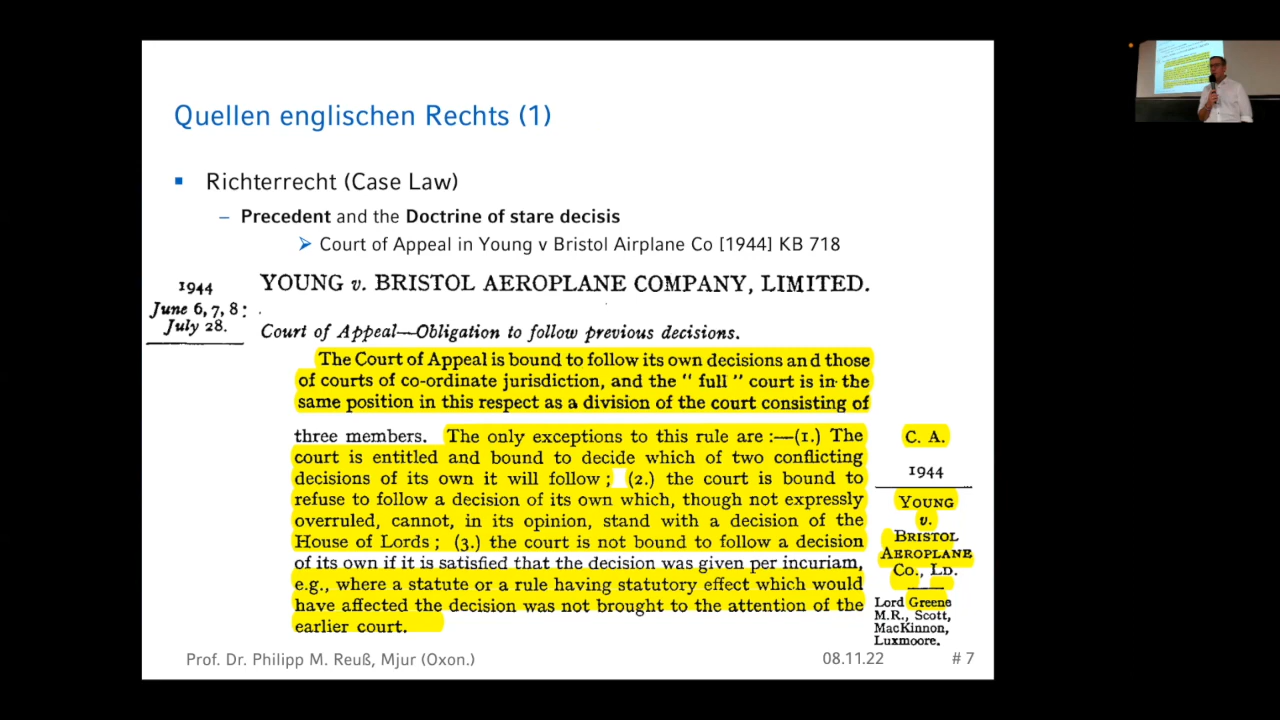 Quellen englischen Rechts (1)
▪ Richterrecht (Case Law)
– Precedent and the Doctrine of stare decisis
➢ Court of Appeal in Young v Bristol Airplane Co [1944] KB 718
1944
June 6, 7, 8:
July 28.
YOUNG v. BRISTOL AEROPLANE COMPANY, LIMITED.
Court of Appeal—Obligation to follow previous decisions.
The Court of Appeal is bound to follow its own decisions and those
of courts of co-ordinate jurisdiction, and the “ full ” court is in the
same position in this respect as a division of the court consisting of
three members. The only exceptions to this rule are :—(1.) The
court is entitled and bound to decide which of two conflicting
decisions of its own it will follow ; (2.) the court is bound to
refuse to follow a decision of its own which, though not expressly
overruled, cannot, in its opinion, stand with a decision of the
House of Lords ; (3.) the court is not bound to follow a decision
of its own if it is satisfied that the decision was given per incuriam,
e.g., where a statute or a rule having statutory effect which would
have affected the decision was not brought to the attention of the
earlier court.
C. A.
1944
YOUNG
v.
BRISTOL
AEROPLANE
CO., LD.
Lord Greene
M.R., Scott,
MacKinnon,
Luxmoore.
Prof. Dr. Philipp M. Reuß, Mjur (Oxon.)
08.11.22
# 7